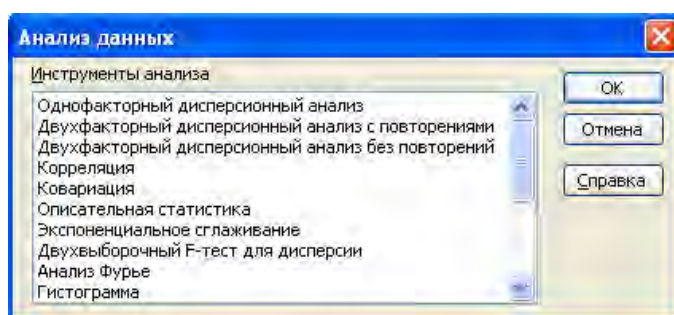 Анализ данных
Инструменты анализа
Однофакторный дисперсионный анализ
Двухфакторный дисперсионный анализ с повторениями
Двухфакторный дисперсионный анализ без повторений
Корреляция
Ковариация
Описательная статистика
Экспоненциальное сглаживание
Двухвыборочный F-тест для дисперсии
Анализ Фурье
Гистограмма
ОК
Отмена
Справка